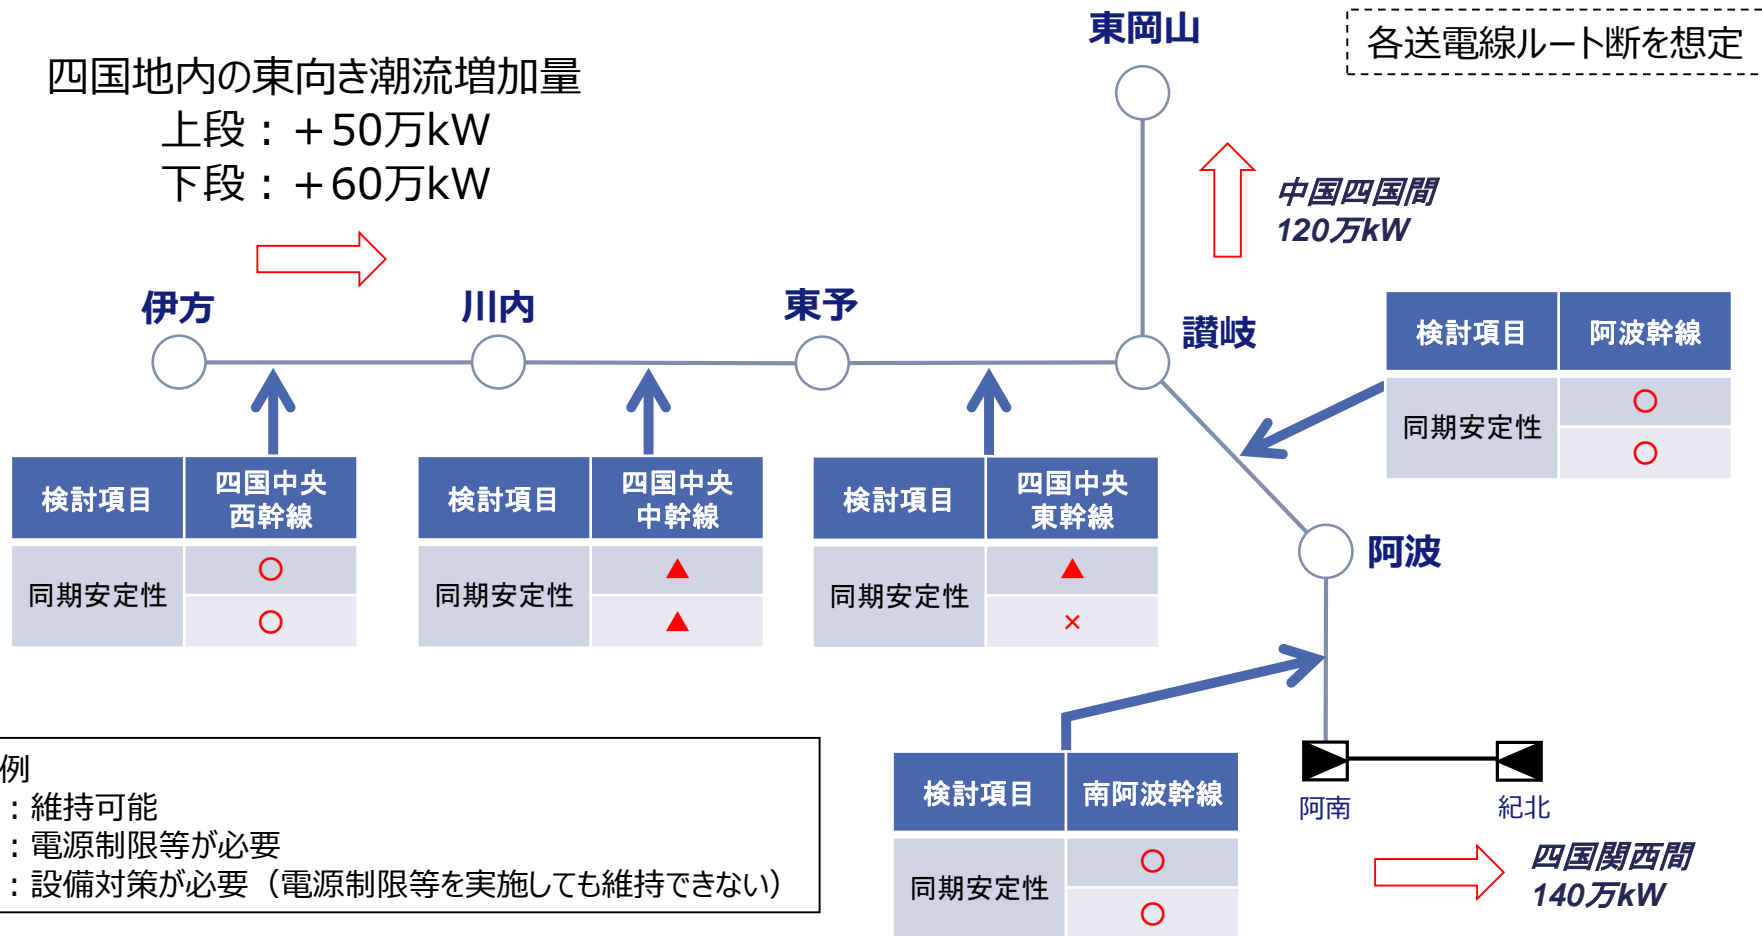 東岡山
各送電線ルート断を想定
四国地内の東向き潮流増加量
上段：＋50万kW
下段：＋60万kW
中国四国間
120万kW
伊方
川内
東予
讃岐
検討項目 阿波幹線
同期安定性 ○
○
検討項目 四国中央
西幹線
同期安定性 ○
○
検討項目 四国中央
中幹線
同期安定性 ▲
▲
検討項目 四国中央
東幹線
同期安定性 ▲
×
阿波
例
：維持可能
：電源制限等が必要
：設備対策が必要（電源制限等を実施しても維持できない）
検討項目 南阿波幹線
同期安定性 ○
○
阿南
紀北
四国関西間
140万kW